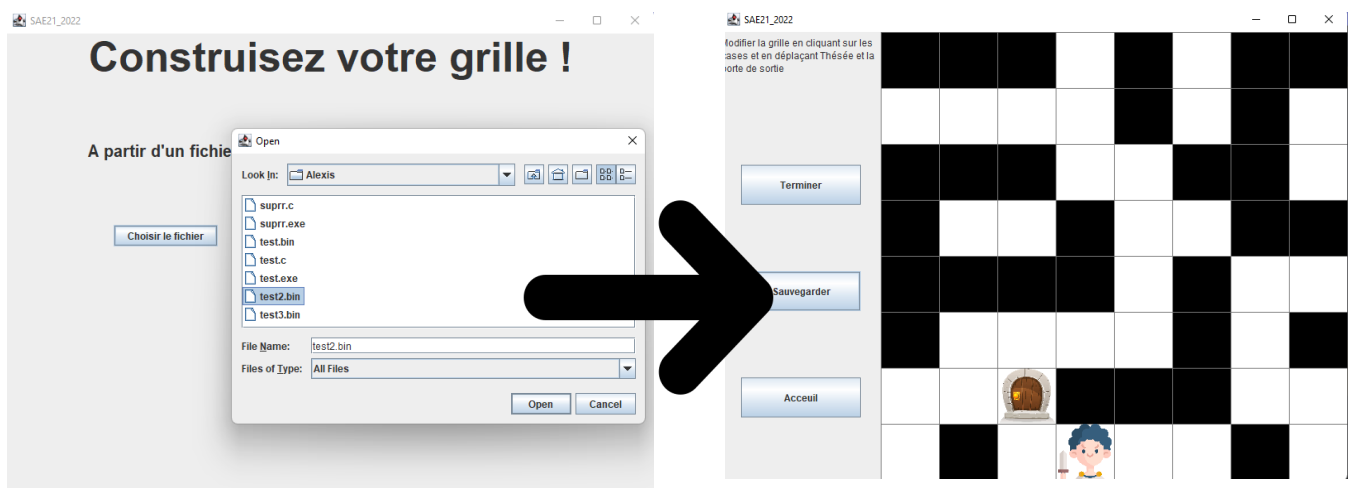 SAE21_2022
Construisez votre grille !
A partir d'un fichie
Choisir le fichier
Open
Look In:
Alexis
suprr.c
suprr.exe
test.bin
test.c
test.exe
test2.bin
test3.bin
File Name:
test2.bin
Files of Type:
All Files
Open
Cancel
SAE21_2022
Modifier la grille en cliquant sur les
cases et en déplaçant Thésée et la
porte de sortie
Terminer
Sauvegarder
Acceuil